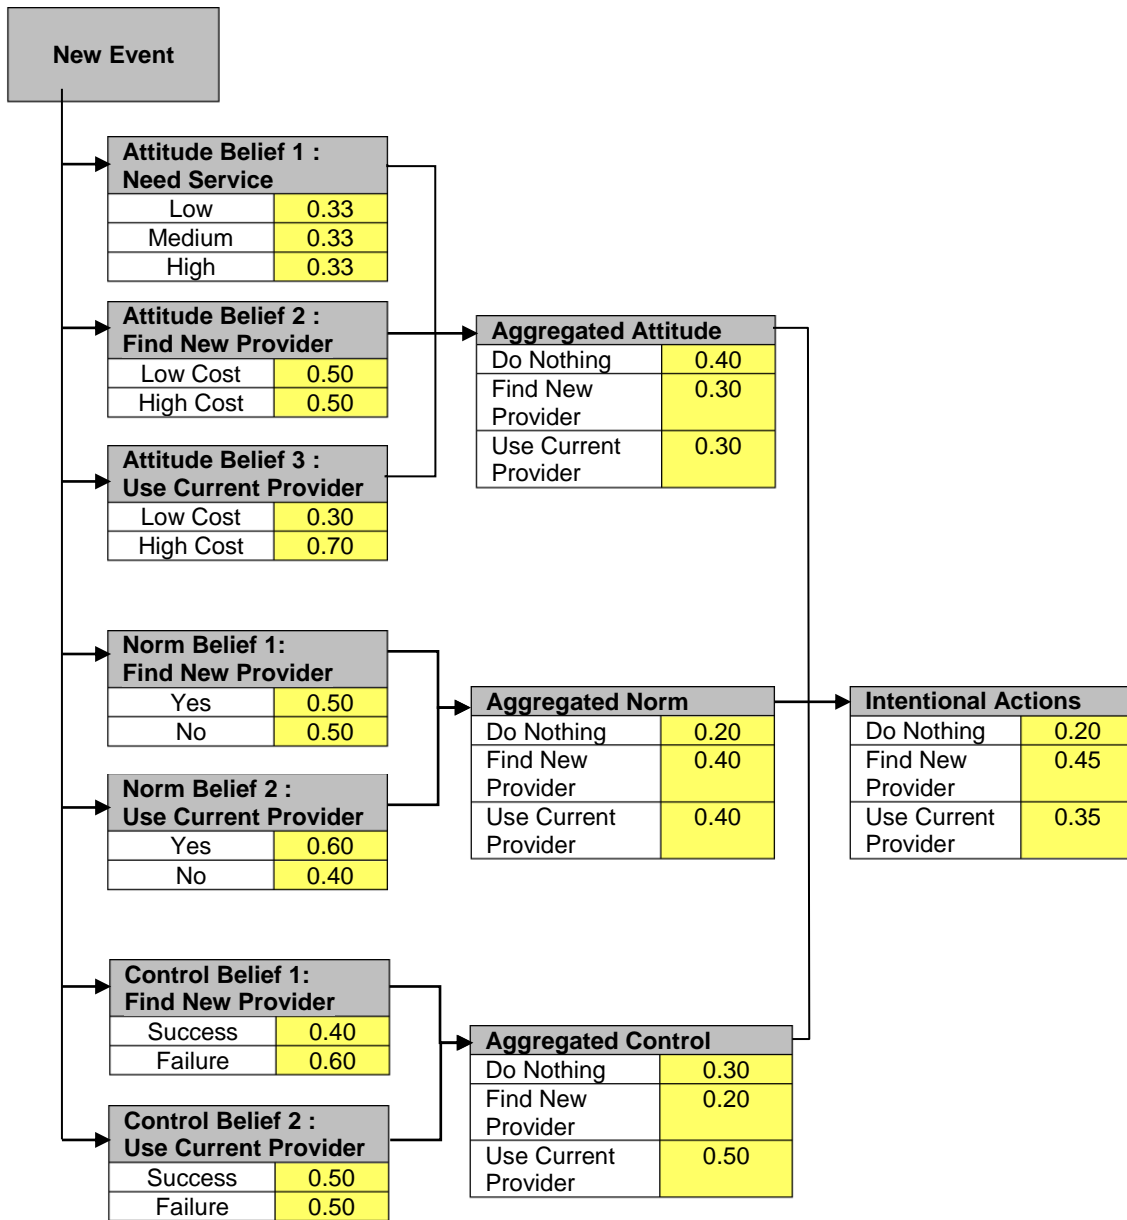 New Event
Attitude Belief 1 :
Need Service
Low 0.33
Medium 0.33
High 0.33
Attitude Belief 2 :
Find New Provider
Low Cost 0.50
High Cost 0.50
Attitude Belief 3 :
Use Current Provider
Low Cost 0.30
High Cost 0.70
Norm Belief 1:
Find New Provider
Yes 0.50
No 0.50
Norm Belief 2 :
Use Current Provider
Yes 0.60
No 0.40
Control Belief 1:
Find New Provider
Success 0.40
Failure 0.60
Control Belief 2 :
Use Current Provider
Success 0.50
Failure 0.50
Aggregated Attitude
Do Nothing 0.40
Find New 0.30
Provider
Use Current 0.30
Provider
Aggregated Norm
Do Nothing 0.20
Find New 0.40
Provider
Use Current 0.40
Provider
Aggregated Control
Do Nothing 0.30
Find New 0.20
Provider
Use Current 0.50
Provider
Intentional Actions
Do Nothing 0.20
Find New 0.45
Provider
Use Current 0.35
Provider